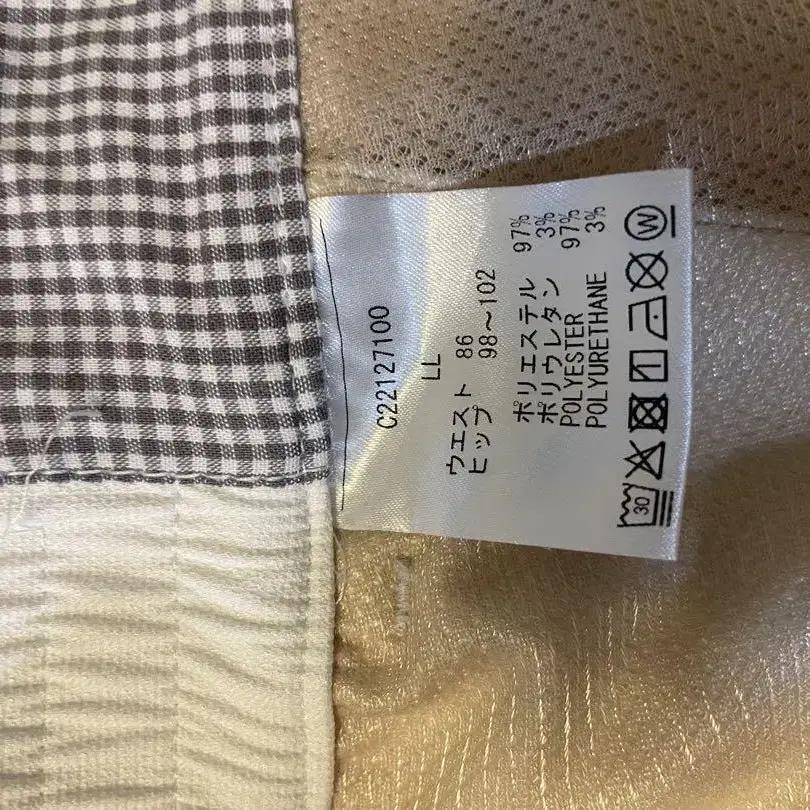 C22127100
LL
ウエスト 86
ヒップ 98～102
ポリエステル 97%
ポリウレタン 3%
POLYESTER 97%
POLYURETHANE 3%
30 W